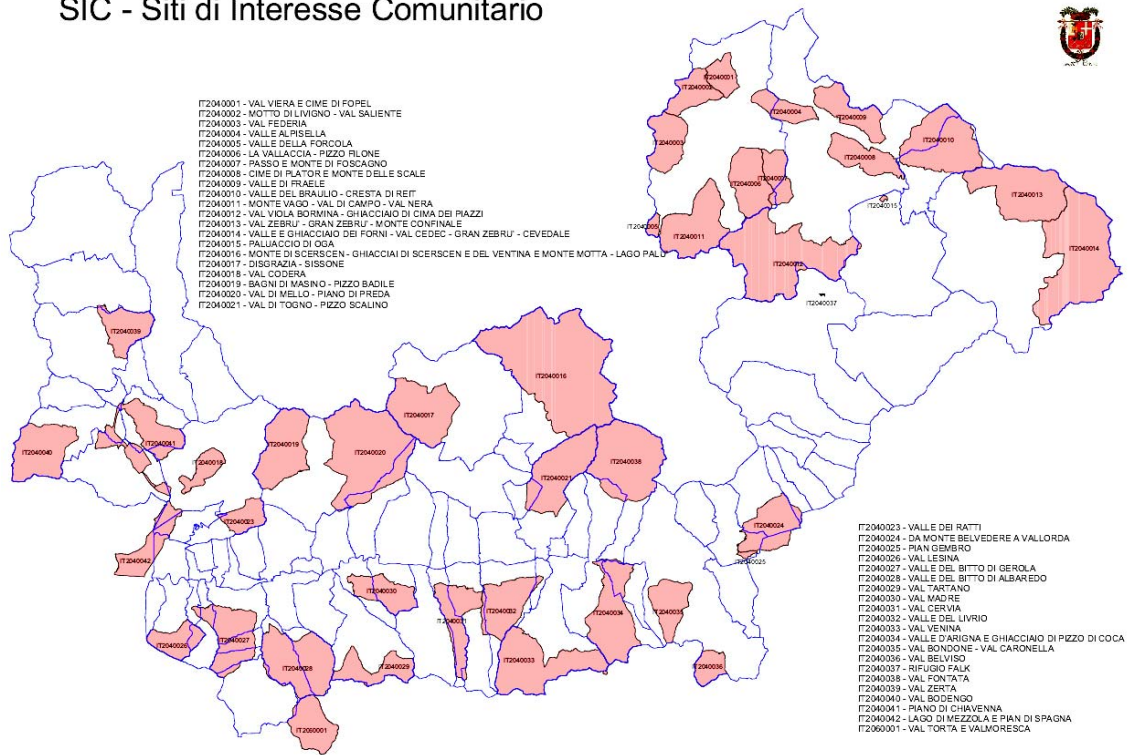 SIC - Siti di Interesse Comunitario
IT2040001 - VAL VIERA E CIME DI FOPEL
IT2040002 - MOTTO DI LIVIGNO - VAL SALIENTE
IT2040003 - VAL FEDERIA
IT2040004 - VALLE ALPISELLA
IT2040005 - VALLE DELLA FORCOLA
IT2040006 - LA VALLACCIA - PIZZO FILONE
IT2040007 - PASSO E MONTE DI FOSCAGNO
IT2040008 - CIME DI PLATOR E MONTE DELLE SCALE
IT2040009 - VALLE DI FRAELE
IT2040010 - VALLE DEL BRAULIO - CRESTA DI REIT
IT2040011 - MONTE VAGO - VAL DI CAMPO - VAL NERA
IT2040012 - VAL VIOLA BORMINA - GHIACCIAIO DI CIMA DEI PIAZZI
IT2040013 - VAL ZEBRU' - GRAN ZEBRU' - MONTE CONFINALE
IT2040014 - VALLE E GHIACCIAIO DEI FORNI - VAL CEDEC - GRAN ZEBRU' - CEVEDALE
IT2040015 - PALUACCIO DI OGA
IT2040016 - MONTE DI SCERSCEN - GHIACCIAI DI SCERSCEN E DEL VENTINA E MONTE MOTTA - LAGO PALU'
IT2040017 - DISGRAZIA - SISSONE
IT2040018 - VAL CODERA
IT2040019 - BAGNI DI MASINO - PIZZO BADILE
IT2040020 - VAL DI MELLO - PIANO DI PREDA
IT2040021 - VAL DI TOGNO - PIZZO SCALINO
IT2040001
IT2040002
IT2040004
IT2040009
IT2040003
IT2040010
IT2040008
IT2040006
IT2040007
IT2040013
IT2040015
IT2040005
IT2040011
IT2040014
IT2040012
IT2040037
IT2040039
IT2040016
IT2040017
IT2040040
IT2040041
IT2040018
IT2040019
IT2040020
IT2040038
IT2040021
IT2040023
IT2040024
IT2040042
IT2040025
IT2040030
IT2040031
IT2040032
IT2040034
IT2040035
IT2040026
IT2040027
IT2040028
IT2040029
IT2040033
IT2040036
IT2060001
IT2040023 - VALLE DEI RATTI
IT2040024 - DA MONTE BELVEDERE A VALLORDA
IT2040025 - PIAN GEMBRO
IT2040026 - VAL LESINA
IT2040027 - VALLE DEL BITTO DI GEROLA
IT2040028 - VALLE DEL BITTO DI ALBAREDO
IT2040029 - VAL TARTANO
IT2040030 - VAL MADRE
IT2040031 - VAL CERVIA
IT2040032 - VALLE DEL LIVRIO
IT2040033 - VAL VENINA
IT2040034 - VALLE D'ARIGNA E GHIACCIAIO DI PIZZO DI COCA
IT2040035 - VAL BONDONE - VAL CARONELLA
IT2040036 - VAL BELVISO
IT2040037 - RIFUGIO FALK
IT2040038 - VAL FONTATA
IT2040039 - VAL ZERTA
IT2040040 - VAL BODENGO
IT2040041 - PIANO DI CHIAVENNA
IT2040042 - LAGO DI MEZZOLA E PIAN DI SPAGNA
IT2060001 - VAL TORTA E VALMORESCA